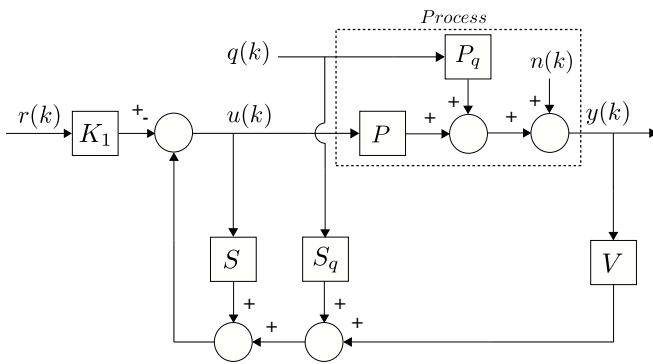 Process
q(k)
P_q
n(k)
r(k)
K_1
+
-
u(k)
P
+
+
+
+
y(k)
S
S_q
V
+
+
+
+